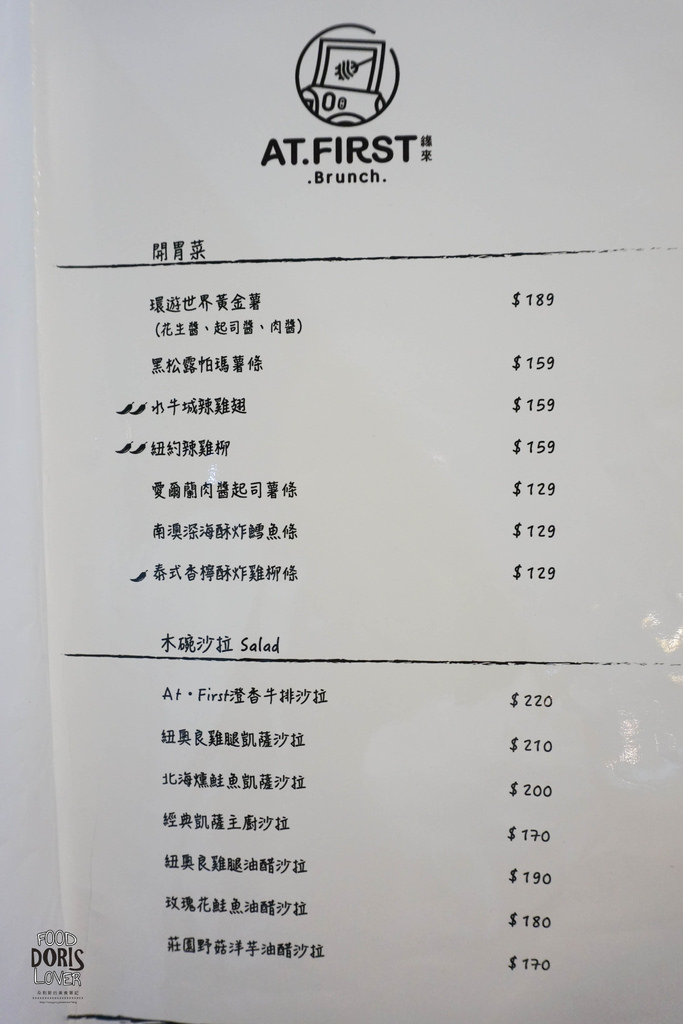 AT.FIRST 緣來
.Brunch.
開胃菜
環遊世界黃金薯 $189
(花生醬、起司醬、肉醬)
黑松露帕瑪薯條 $159
水牛城辣雞翅 $159
紐約辣雞柳 $159
愛爾蘭肉醬起司薯條 $129
南澳深海酥炸鱈魚條 $129
泰式香檸酥炸雞柳條 $129
木碗沙拉 Salad
At·First澄香牛排沙拉 $220
紐奧良雞腿凱薩沙拉 $210
北海燻鮭魚凱薩沙拉 $200
經典凱薩主廚沙拉 $170
紐奧良雞腿油醋沙拉 $190
玫瑰花鮭魚油醋沙拉 $180
莊園野菇洋芋油醋沙拉 $170
FOOD
DORIS
LOVER